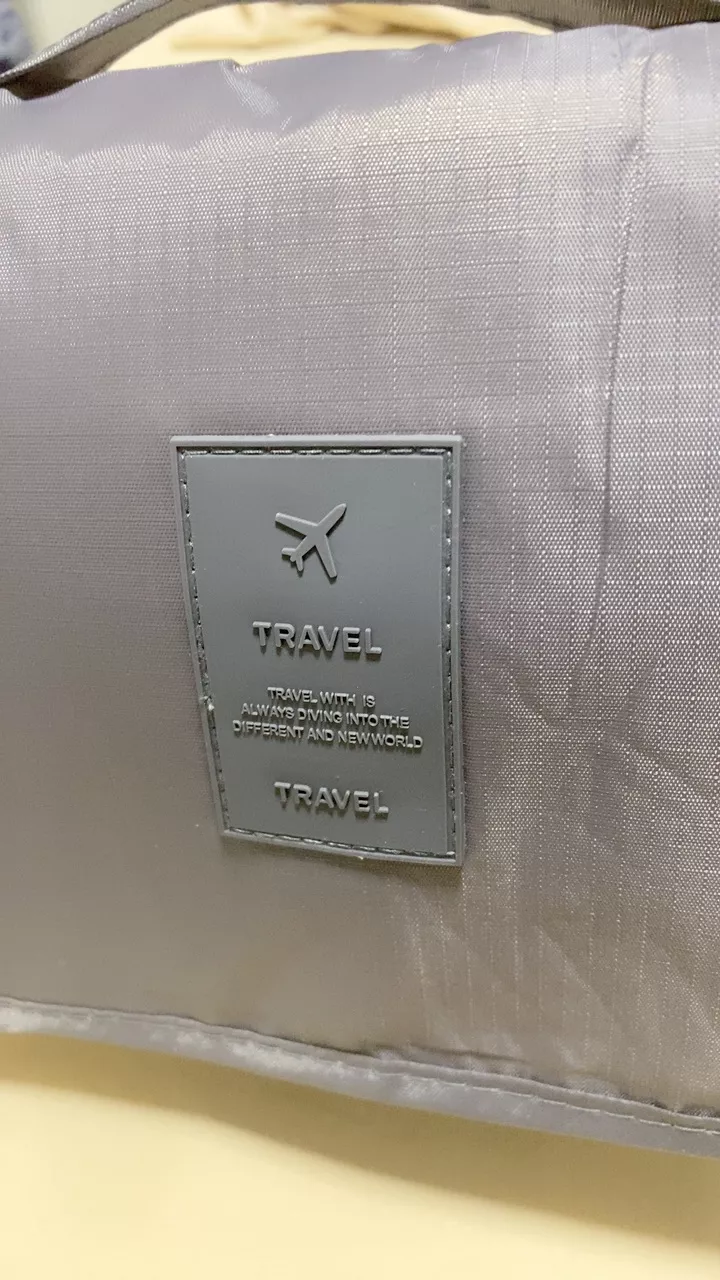 TRAVEL
TRAVEL WITH IS
ALWAYS DIVING INTO THE
DIFFERENT AND NEW WORLD
TRAVEL